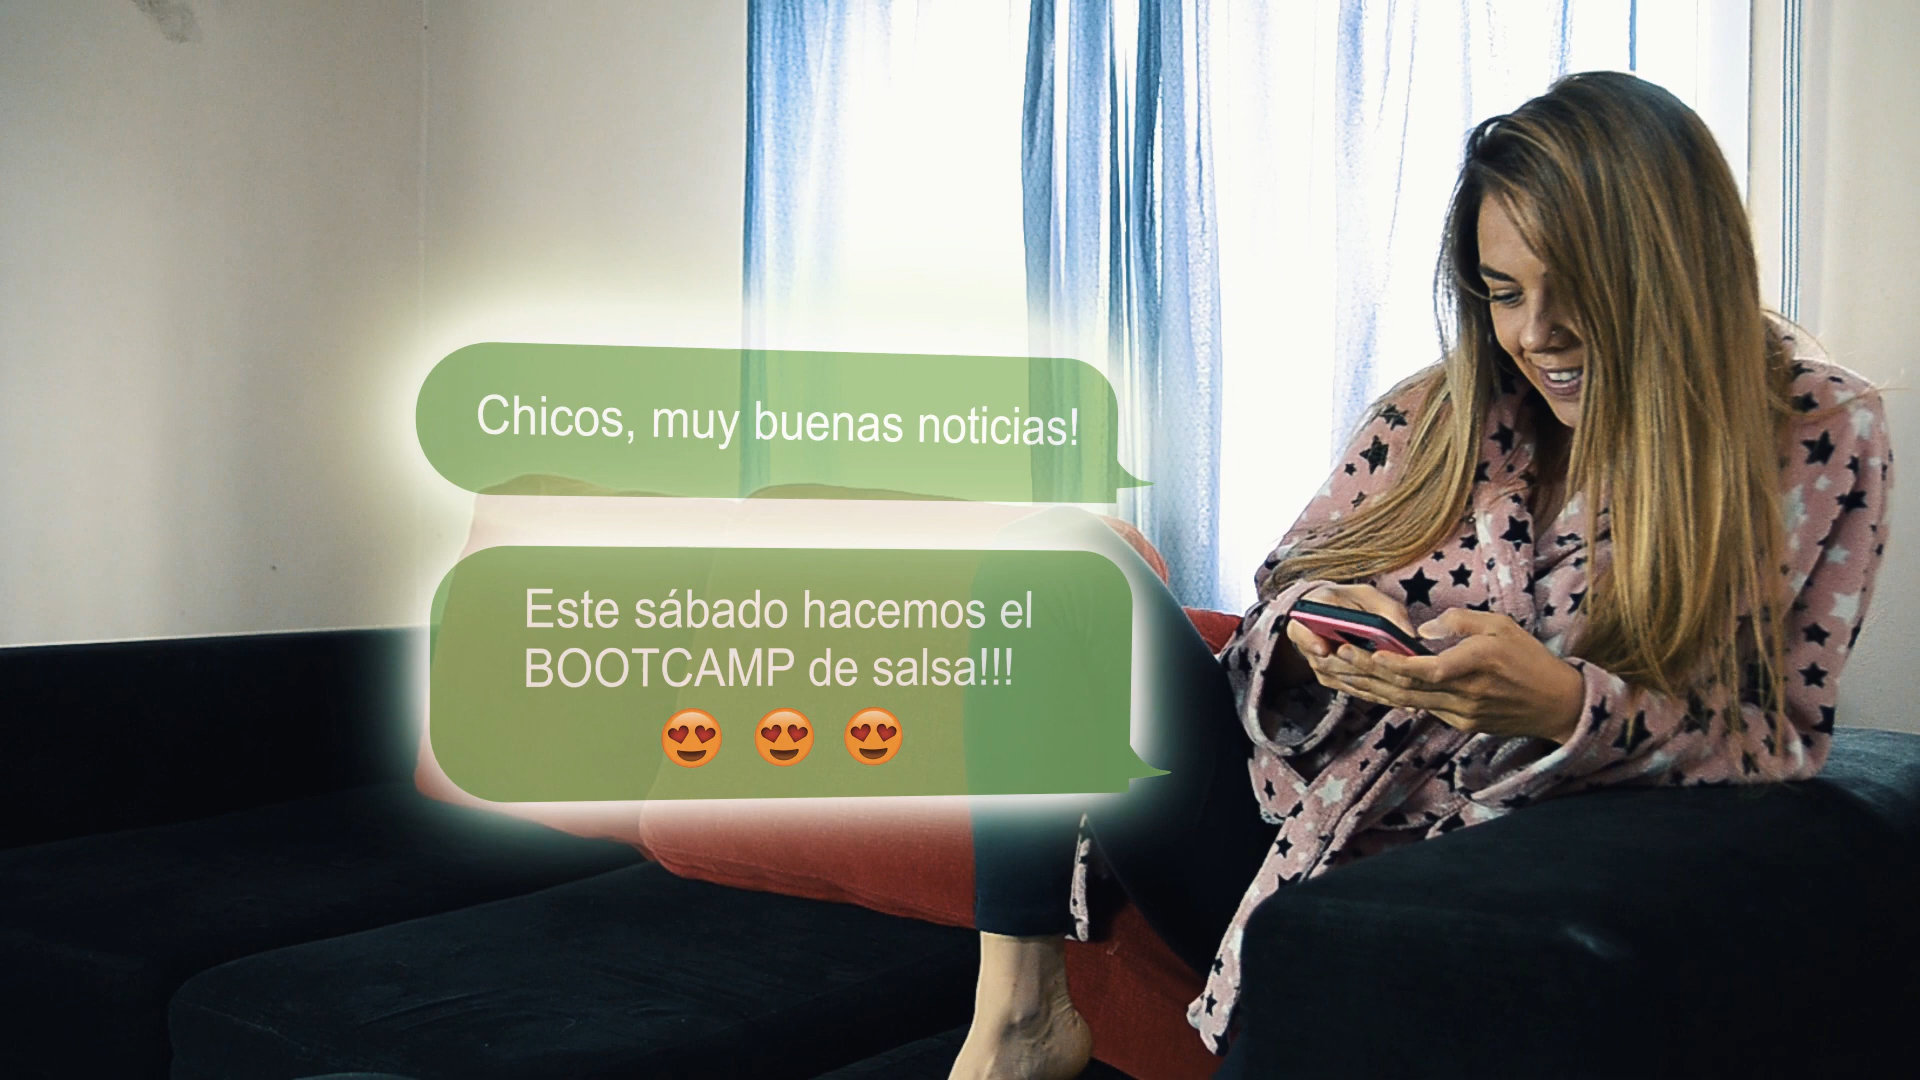 Chicos, muy buenas noticias!
Este sábado hacemos el
BOOTCAMP de salsa!!!
😍 😍 😍